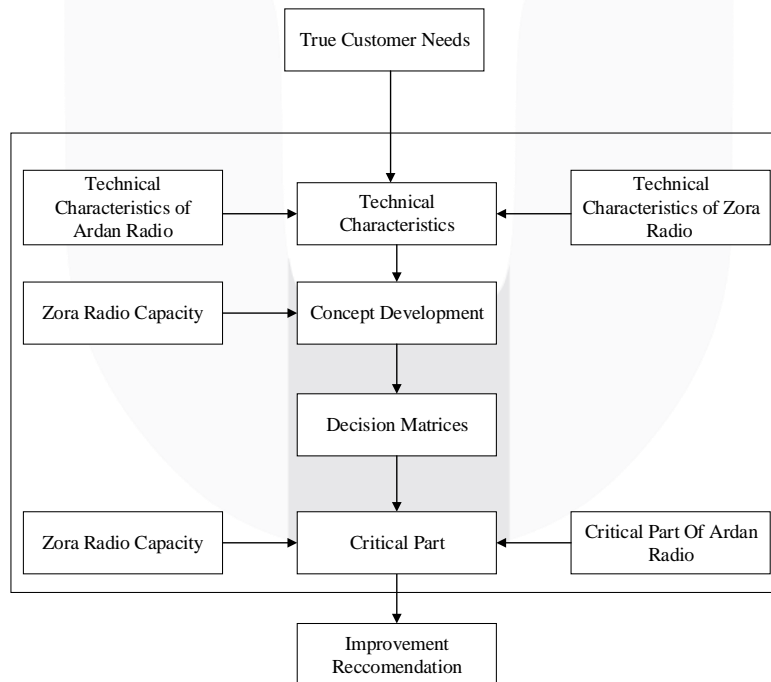 True Customer Needs
Technical
Characteristics of
Ardan Radio
Technical
Characteristics
Technical
Characteristics of Zora
Radio
Zora Radio Capacity
Concept Development
Decision Matrices
Zora Radio Capacity
Critical Part
Critical Part Of Ardan
Radio
Improvement
Reccomendation